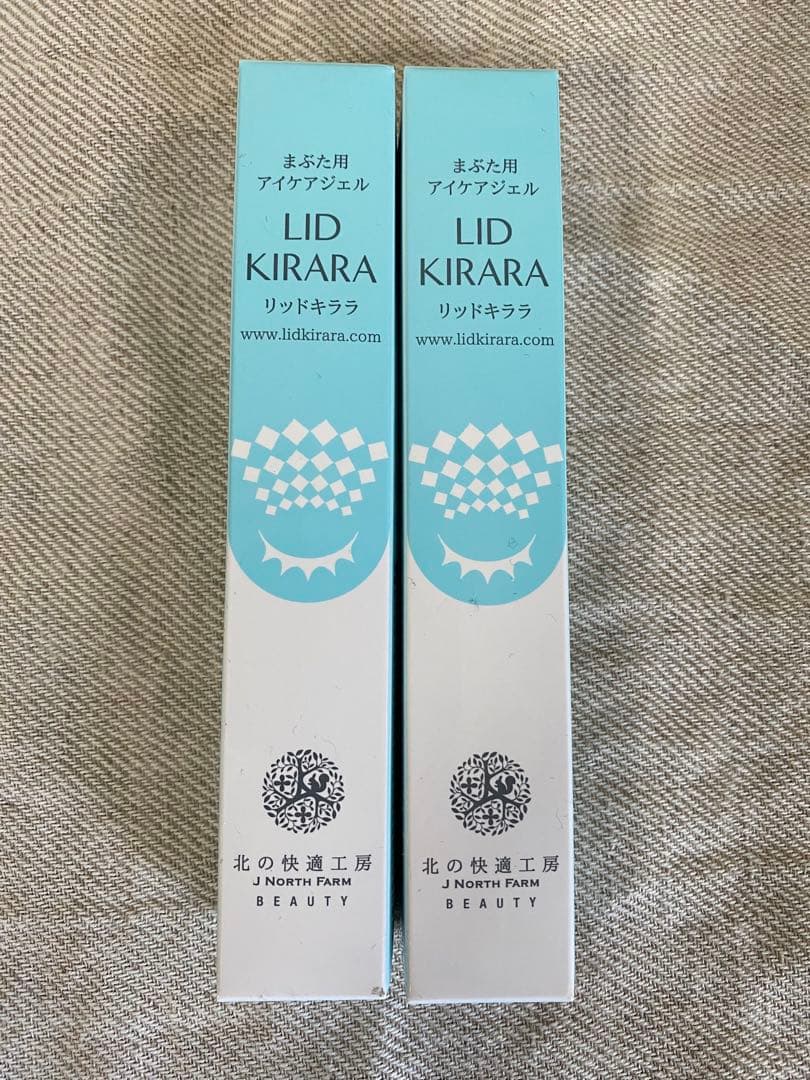 まぶた用
アイケアジェル
LID
KIRARA
リッドキララ
www.lidkirara.com
北の快適工房
J NORTH FARM
BEAUTY
まぶた用
アイケアジェル
LID
KIRARA
リッドキララ
www.lidkirara.com
北の快適工房
J NORTH FARM
BEAUTY